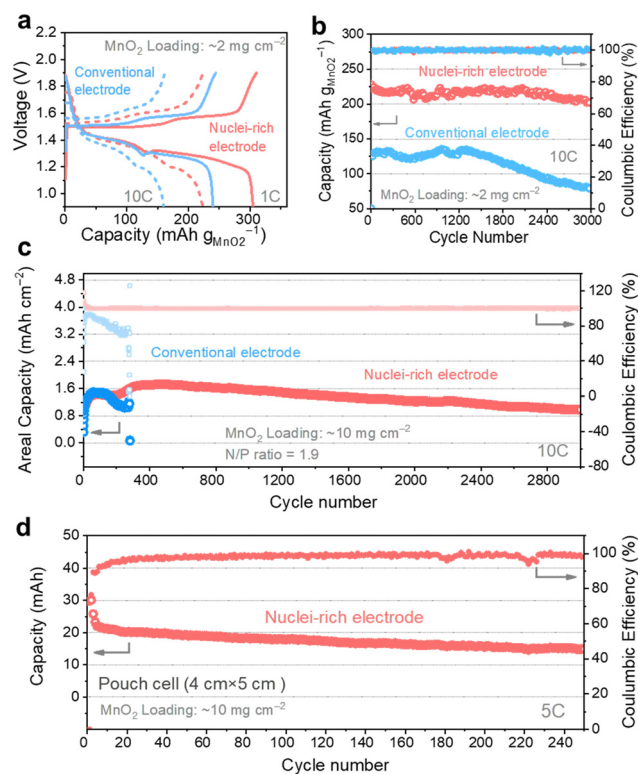 a
MnO2 Loading: ~2 mg cm−2
Conventional
electrode
Nuclei-rich
electrode
10C
1C
2.0
1.8
1.6
1.4
1.2
1.0
Voltage (V)
0 100 200 300
Capacity (mAh gMnO2−1)
b
Nuclei-rich electrode
Conventional electrode
10C
MnO2 Loading: ~2 mg cm−2
300
275
250
225
200
175
150
125
100
75
50
Capacity (mAh gMnO2−1)
0 600 1200 1800 2400 3000
Cycle Number
100
80
60
40
20
0
Coulombic Efficiency (%)
c
4.8
4.0
3.2
2.4
1.6
0.8
0.0
Areal Capacity (mAh cm−2)
Conventional electrode
Nuclei-rich electrode
MnO2 Loading: ~10 mg cm−2
N/P ratio = 1.9
10C
0 400 800 1200 1600 2000 2400 2800
Cycle number
120
80
40
0
-40
-80
Coulombic Efficiency (%)
d
50
40
30
20
10
0
Capacity (mAh)
Nuclei-rich electrode
Pouch cell (4 cm×5 cm )
MnO2 Loading: ~10 mg cm−2
5C
0 20 40 60 80 100 120 140 160 180 200 220 240
Cycle number
100
80
60
40
20
0
Columbic Efficiency (%)